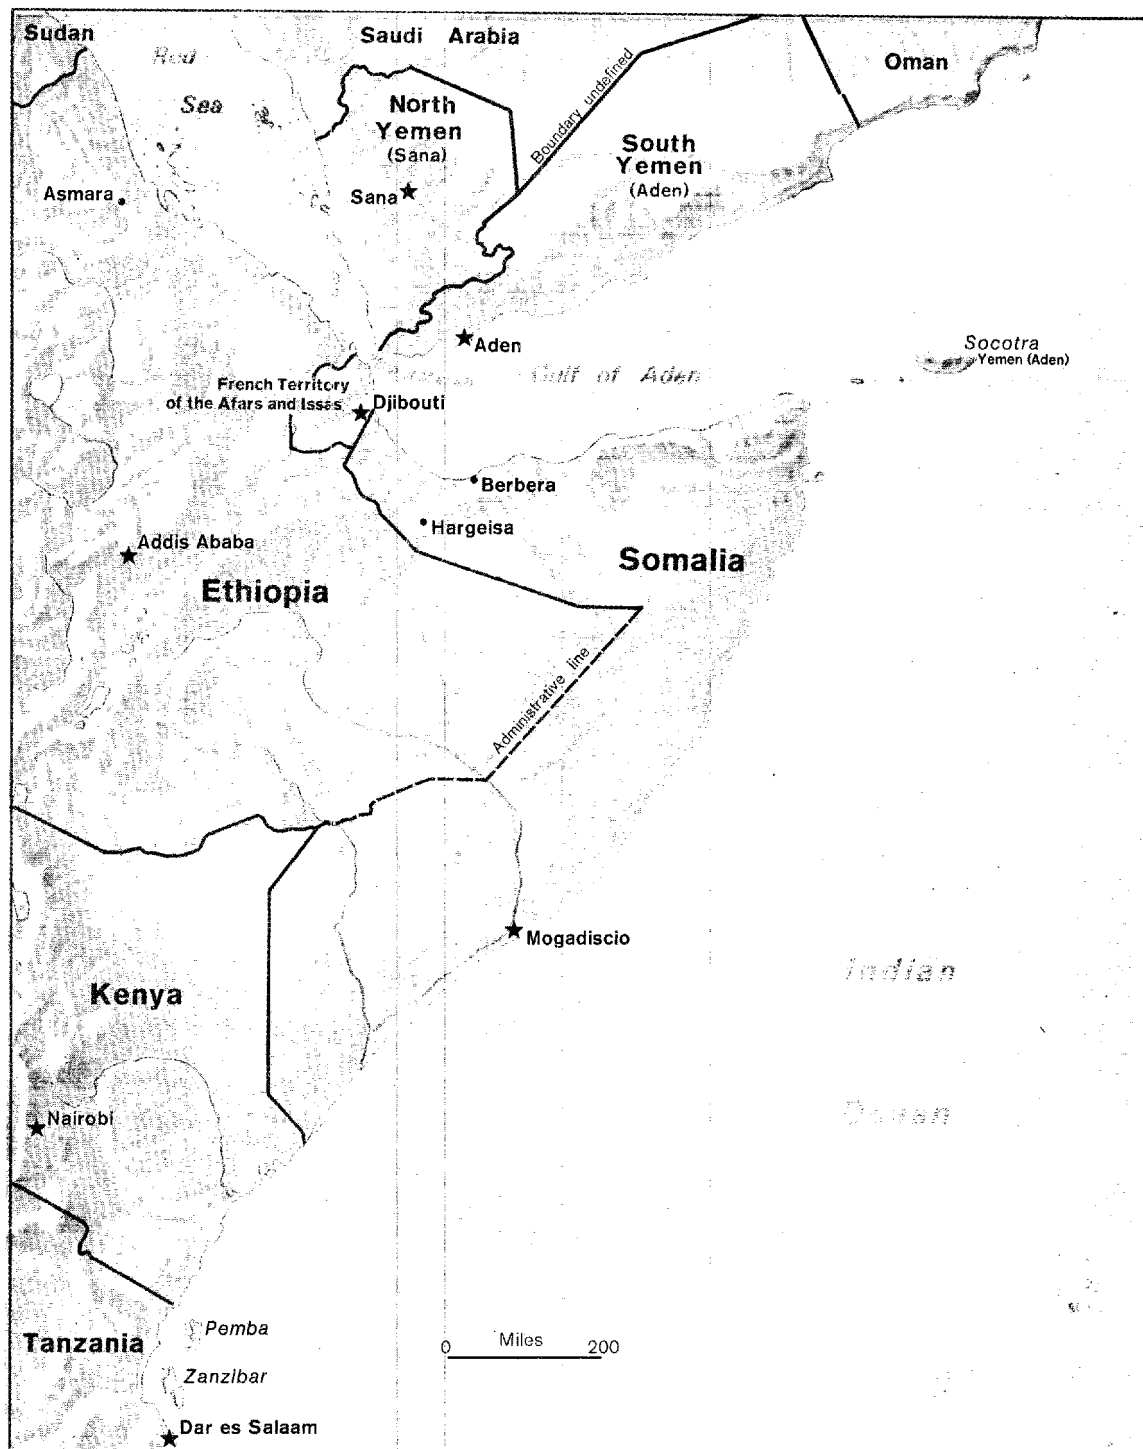 Sudan
Red
Sea
Saudi Arabia
North
Yemen
(Sana)
Boundary undefined
Oman
South
Yemen
(Aden)
Asmara
Sana
Aden
Socotra
Yemen (Aden)
Gulf of Aden
French Territory
of the Afars and Issas
Djibouti
Berbera
Hargeisa
Addis Ababa
Somalia
Ethiopia
Administrative line
Mogadiscio
Indian
Ocean
Kenya
Nairobi
Tanzania
Pemba
Zanzibar
Dar es Salaam
0 Miles 200